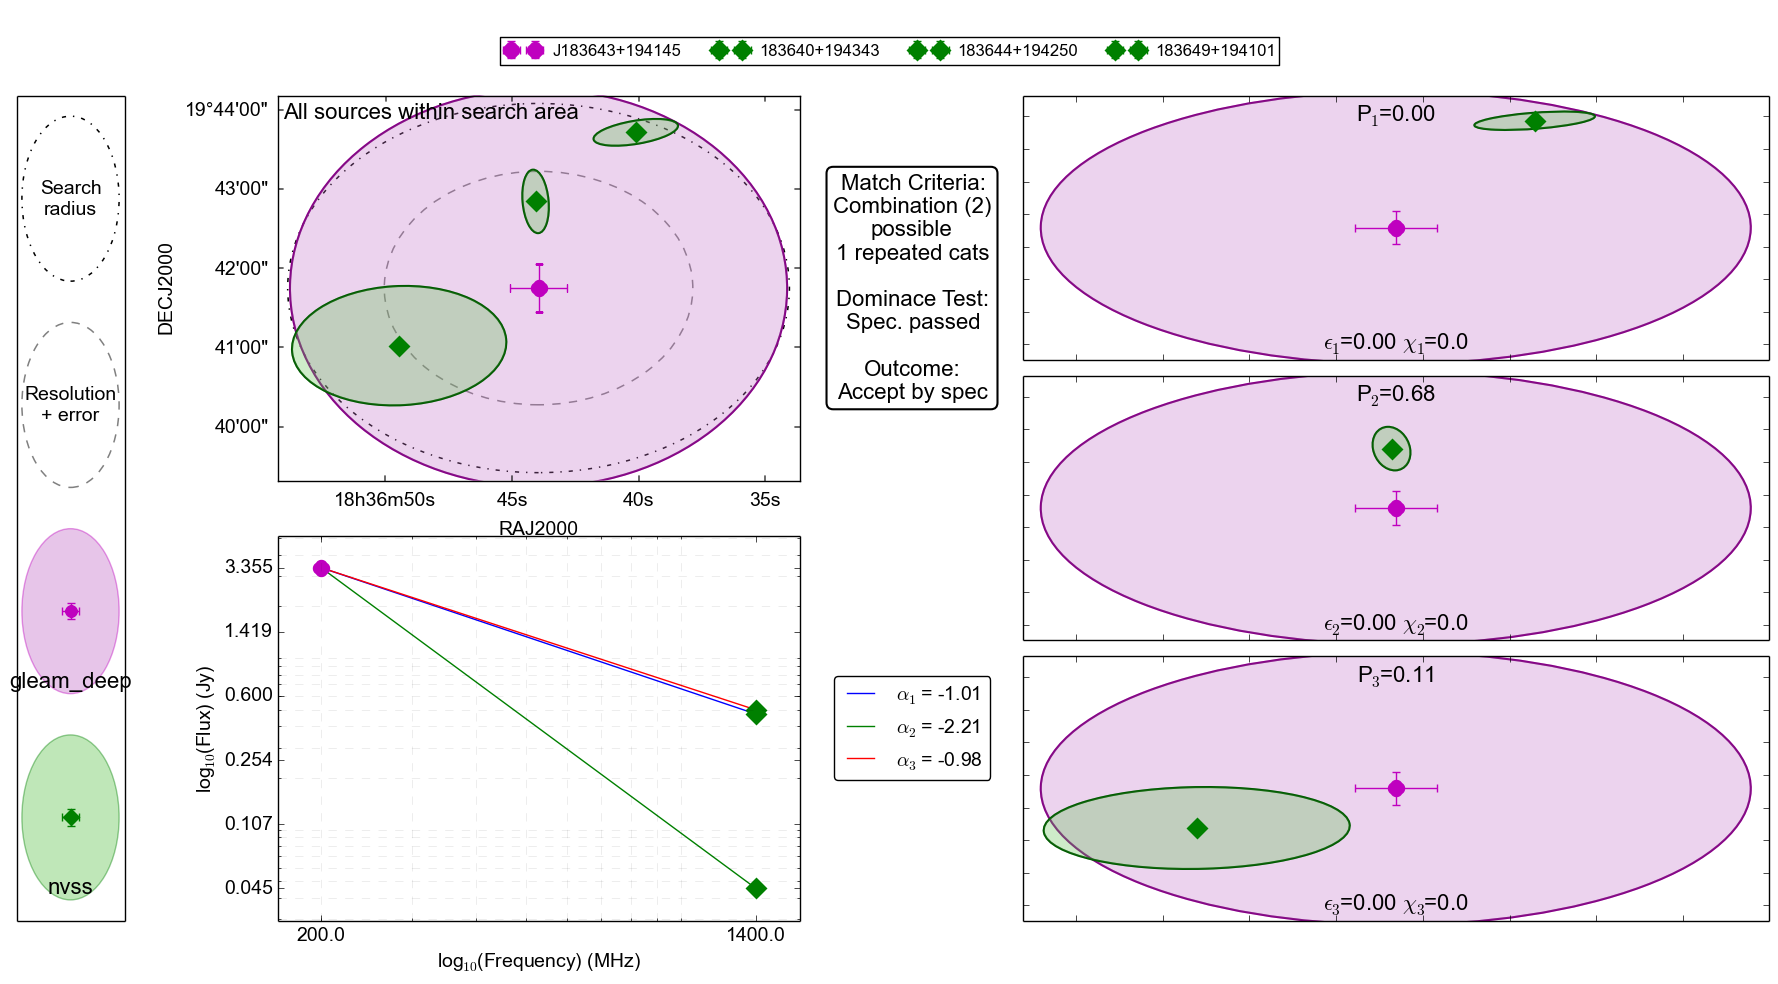 J183643+194145 183640+194343 183644+194250 183649+194101
Search
radius
Resolution
+ error
gleam_deep
nvss
All sources within search area
DECJ2000
19°44'00"
43'00"
42'00"
41'00"
40'00"
18h36m50s 45s 40s 35s
RAJ2000
Match Criteria:
Combination (2)
possible
1 repeated cats
Dominace Test:
Spec. passed
Outcome:
Accept by spec
log₁₀(Flux) (Jy)
3.355
1.419
0.600
0.254
0.107
0.045
200.0 1400.0
log₁₀(Frequency) (MHz)
α₁ = -1.01
α₂ = -2.21
α₃ = -0.98
P₁=0.00
ϵ₁=0.00 χ₁=0.0
P₂=0.68
ϵ₂=0.00 χ₂=0.0
P₃=0.11
ϵ₃=0.00 χ₃=0.0